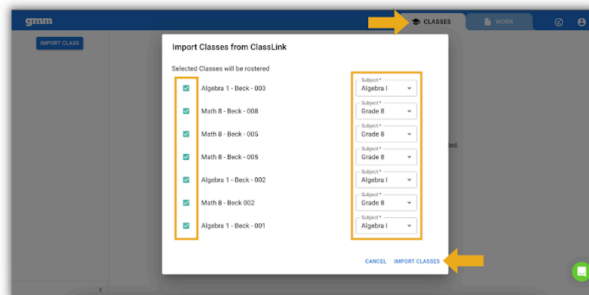 gmm
CLASSES
WORK
IMPORT CLASS
Import Classes from ClassLink
Selected Classes will be rostered
Algebra 1 - Beck - 003
Subject *
Algebra I
Math 8 - Beck - 008
Subject *
Grade 8
Math 8 - Beck - 005
Subject *
Grade 8
Math 8 - Beck - 005
Subject *
Grade 8
Algebra 1 - Beck - 002
Subject *
Algebra I
Math 8 - Beck 002
Subject *
Grade 8
Algebra 1 - Beck - 001
Subject *
Algebra I
CANCEL
IMPORT CLASSES